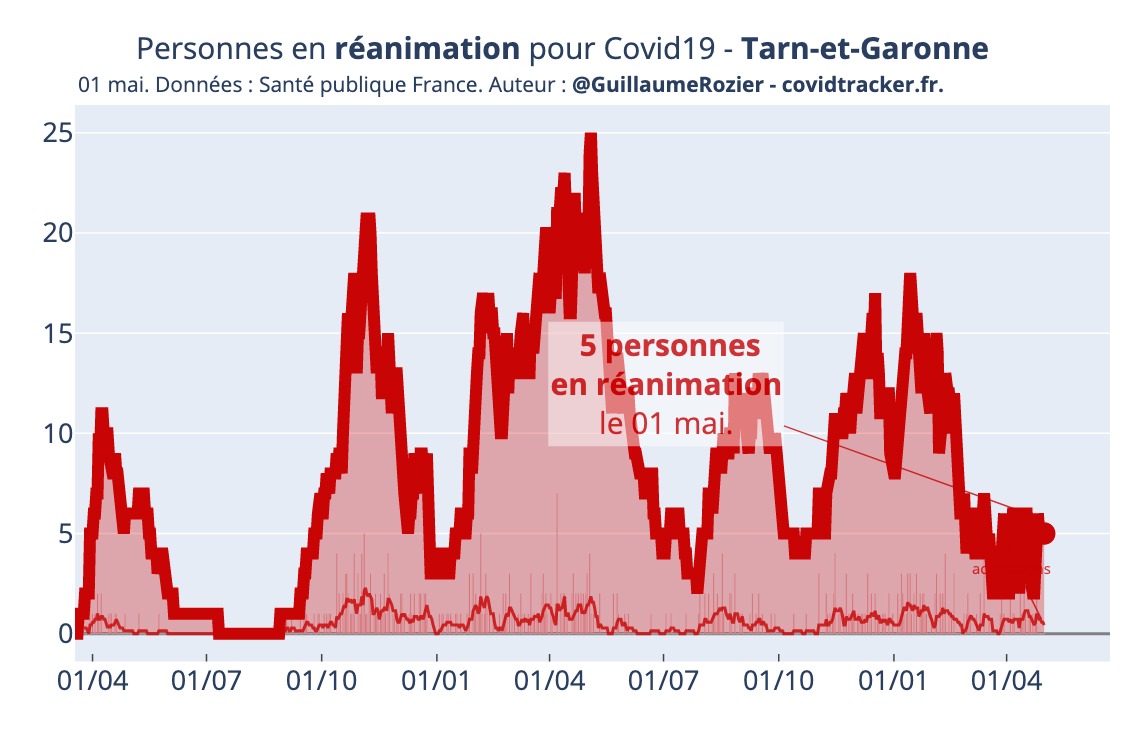 Personnes en réanimation pour Covid19 - Tarn-et-Garonne
01 mai. Données : Santé publique France. Auteur : @GuillaumeRozier - covidtracker.fr.
25
20
15
10
5
0
5 personnes
en réanimation
le 01 mai.
01/04 01/07 01/10 01/01 01/04 01/07 01/10 01/01 01/04